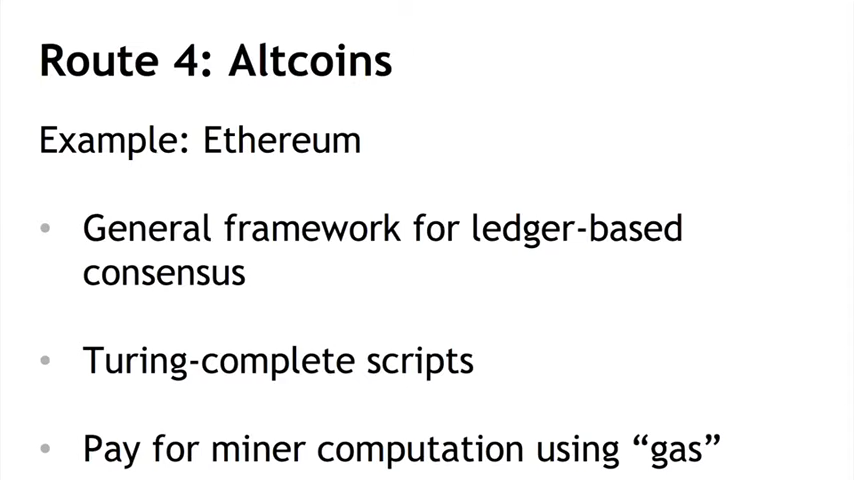 Route 4: Altcoins
Example: Ethereum
• General framework for ledger-based
consensus
• Turing-complete scripts
• Pay for miner computation using “gas”